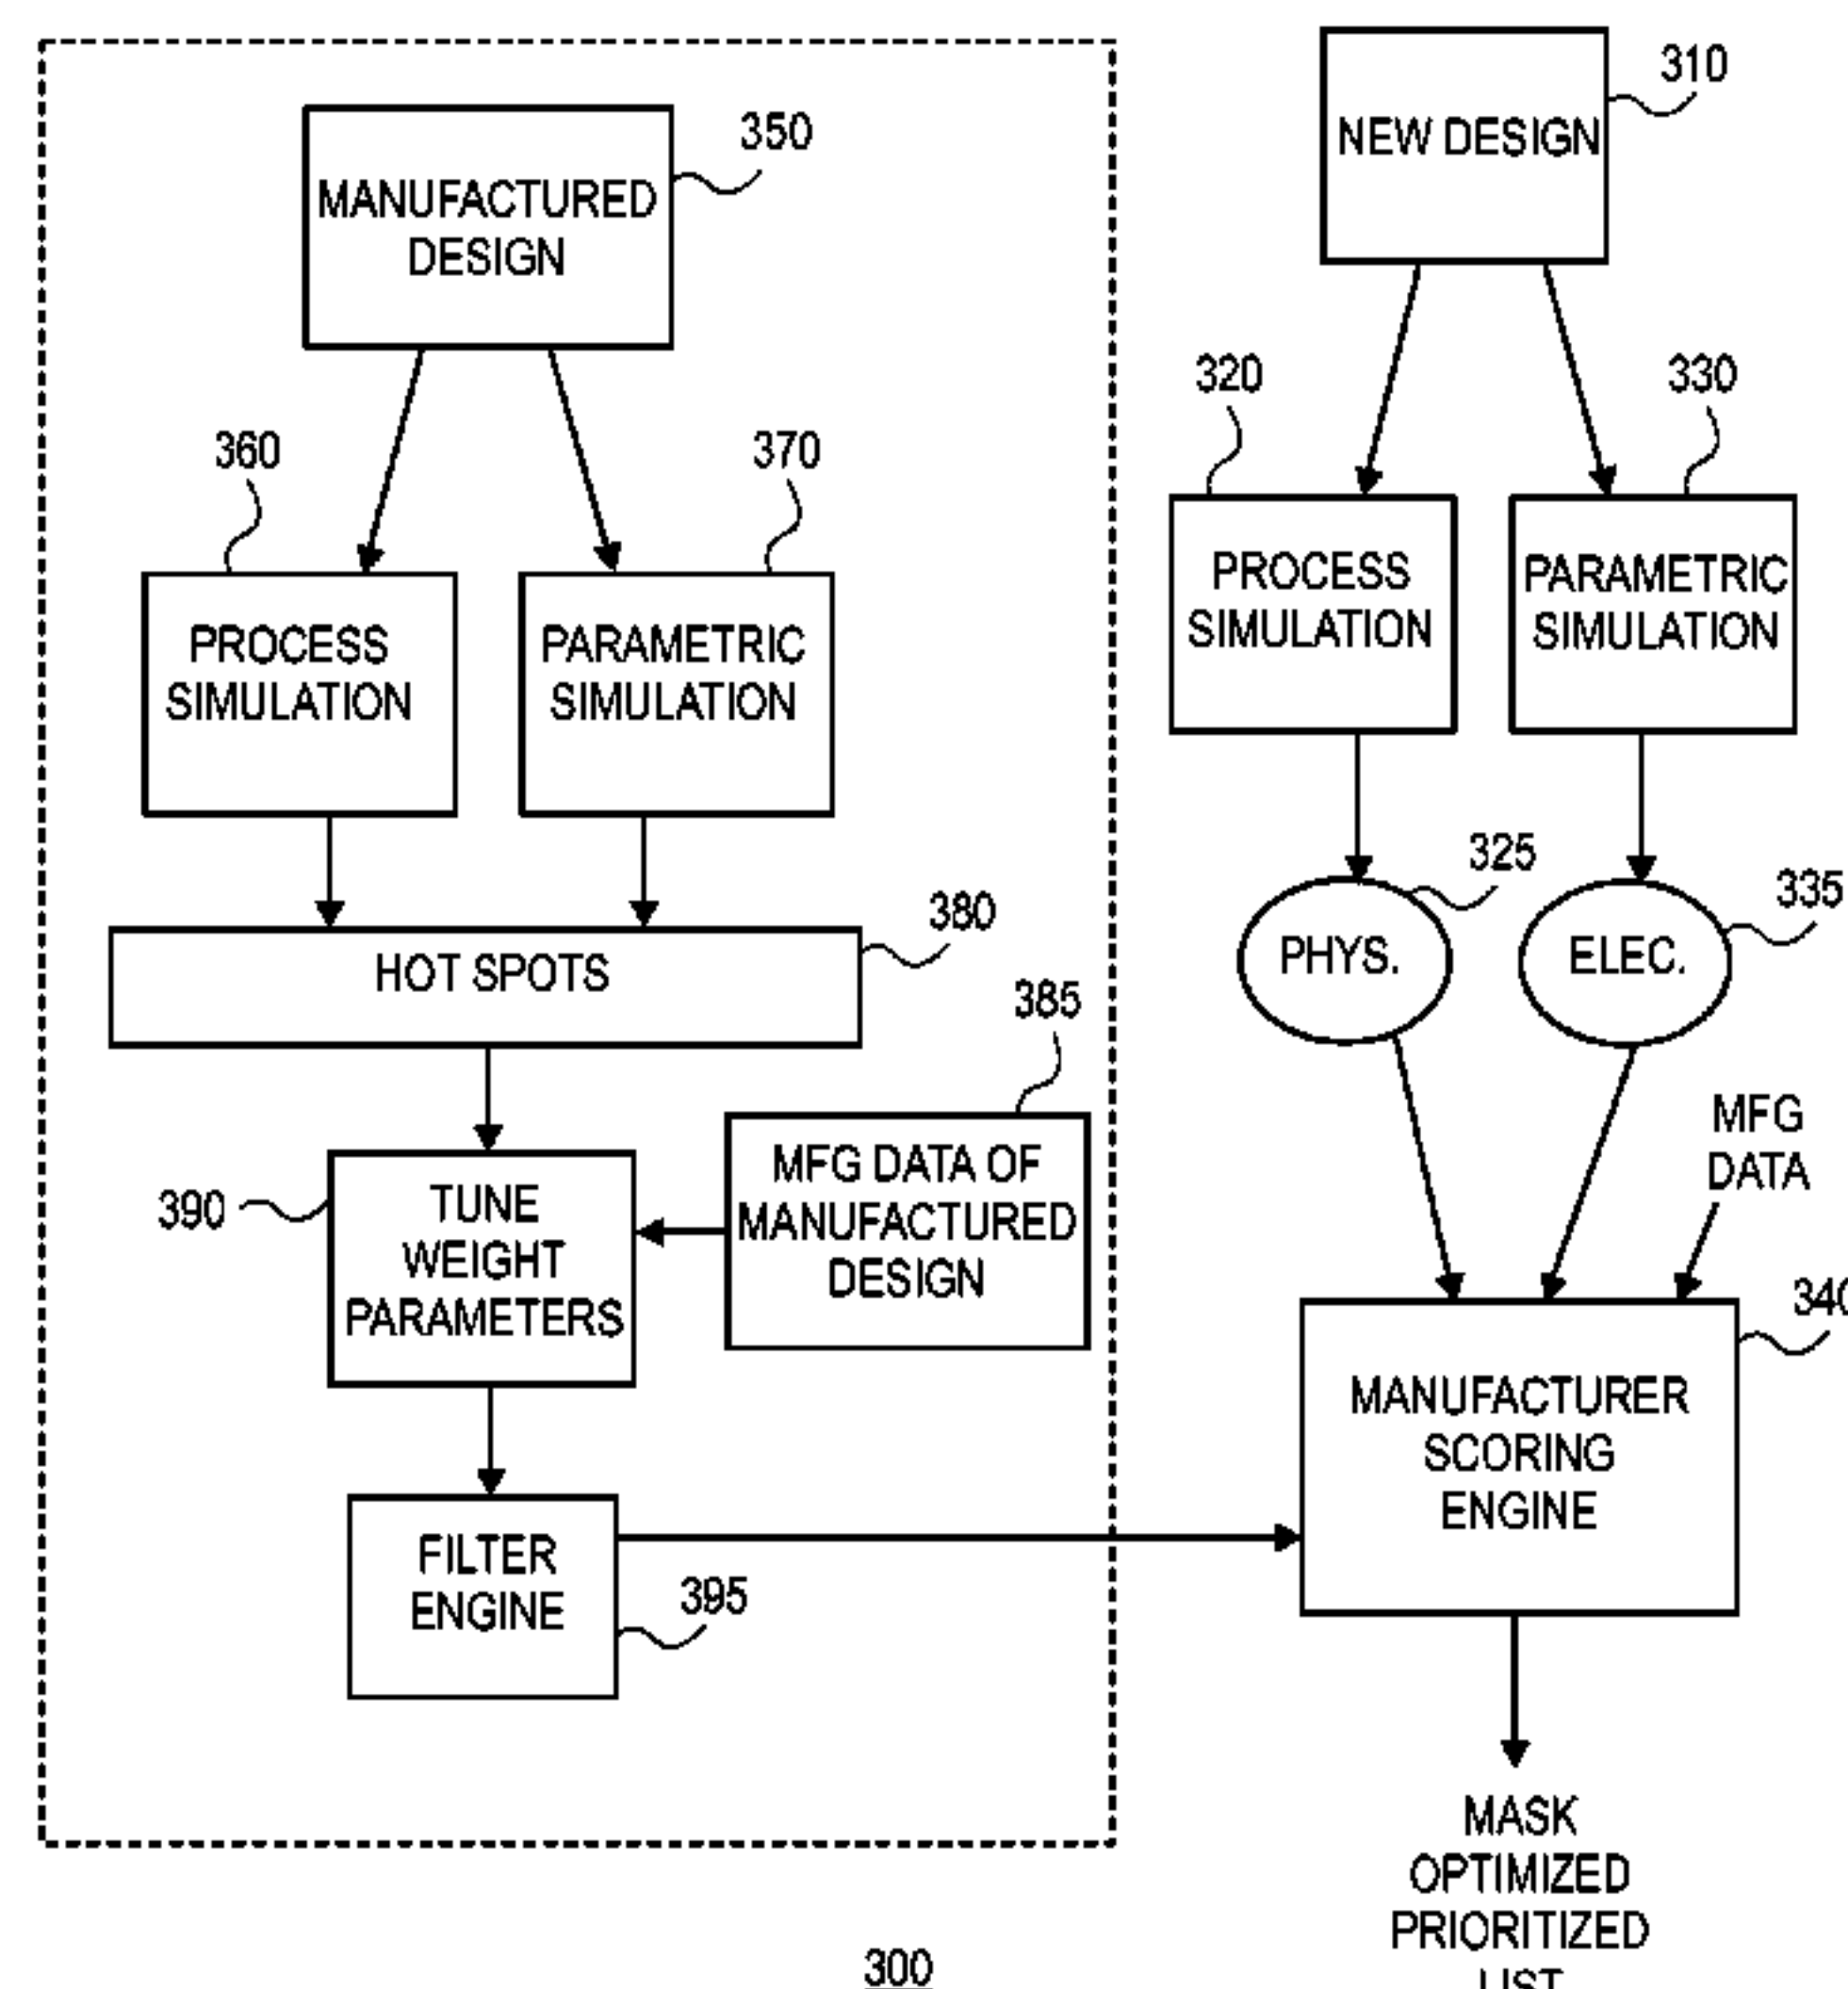 350
MANUFACTURED
DESIGN
360
370
PROCESS
SIMULATION
PARAMETRIC
SIMULATION
380
HOT SPOTS
385
MFG DATA OF
MANUFACTURED
DESIGN
390
TUNE
WEIGHT
PARAMETERS
FILTER
ENGINE
395
310
NEW DESIGN
320
330
PROCESS
SIMULATION
PARAMETRIC
SIMULATION
325
335
PHYS.
ELEC.
MFG
DATA
340
MANUFACTURER
SCORING
ENGINE
MASK
OPTIMIZED
PRIORITIZED
LIST
300